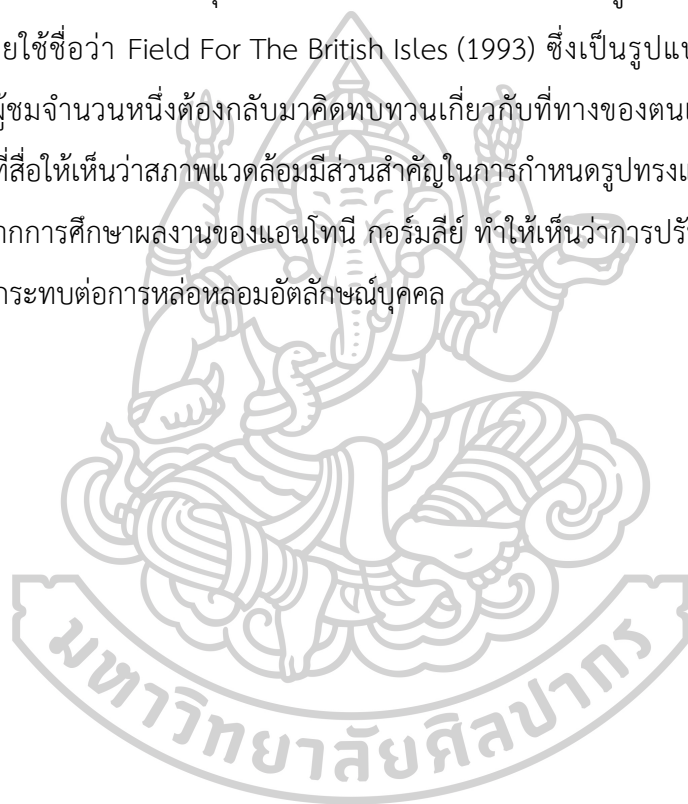 ยใช้ชื่อว่า Field For The British Isles (1993) ซึ่งเป็นรูปแบ
ผู้ชมจำนวนหนึ่งต้องกลับมาคิดทบทวนเกี่ยวกับที่ทางของตนเ
ที่สื่อให้เห็นว่าสภาพแวดล้อมมีส่วนสำคัญในการกำหนดรูปทรงแ
ากการศึกษาผลงานของแอนโทนี กอร์มลีย์ ทำให้เห็นว่าการปรั
กระทบต่อการหล่อหลอมอัตลักษณ์บุคคล
มหาวิทยาลัยศิลปากร